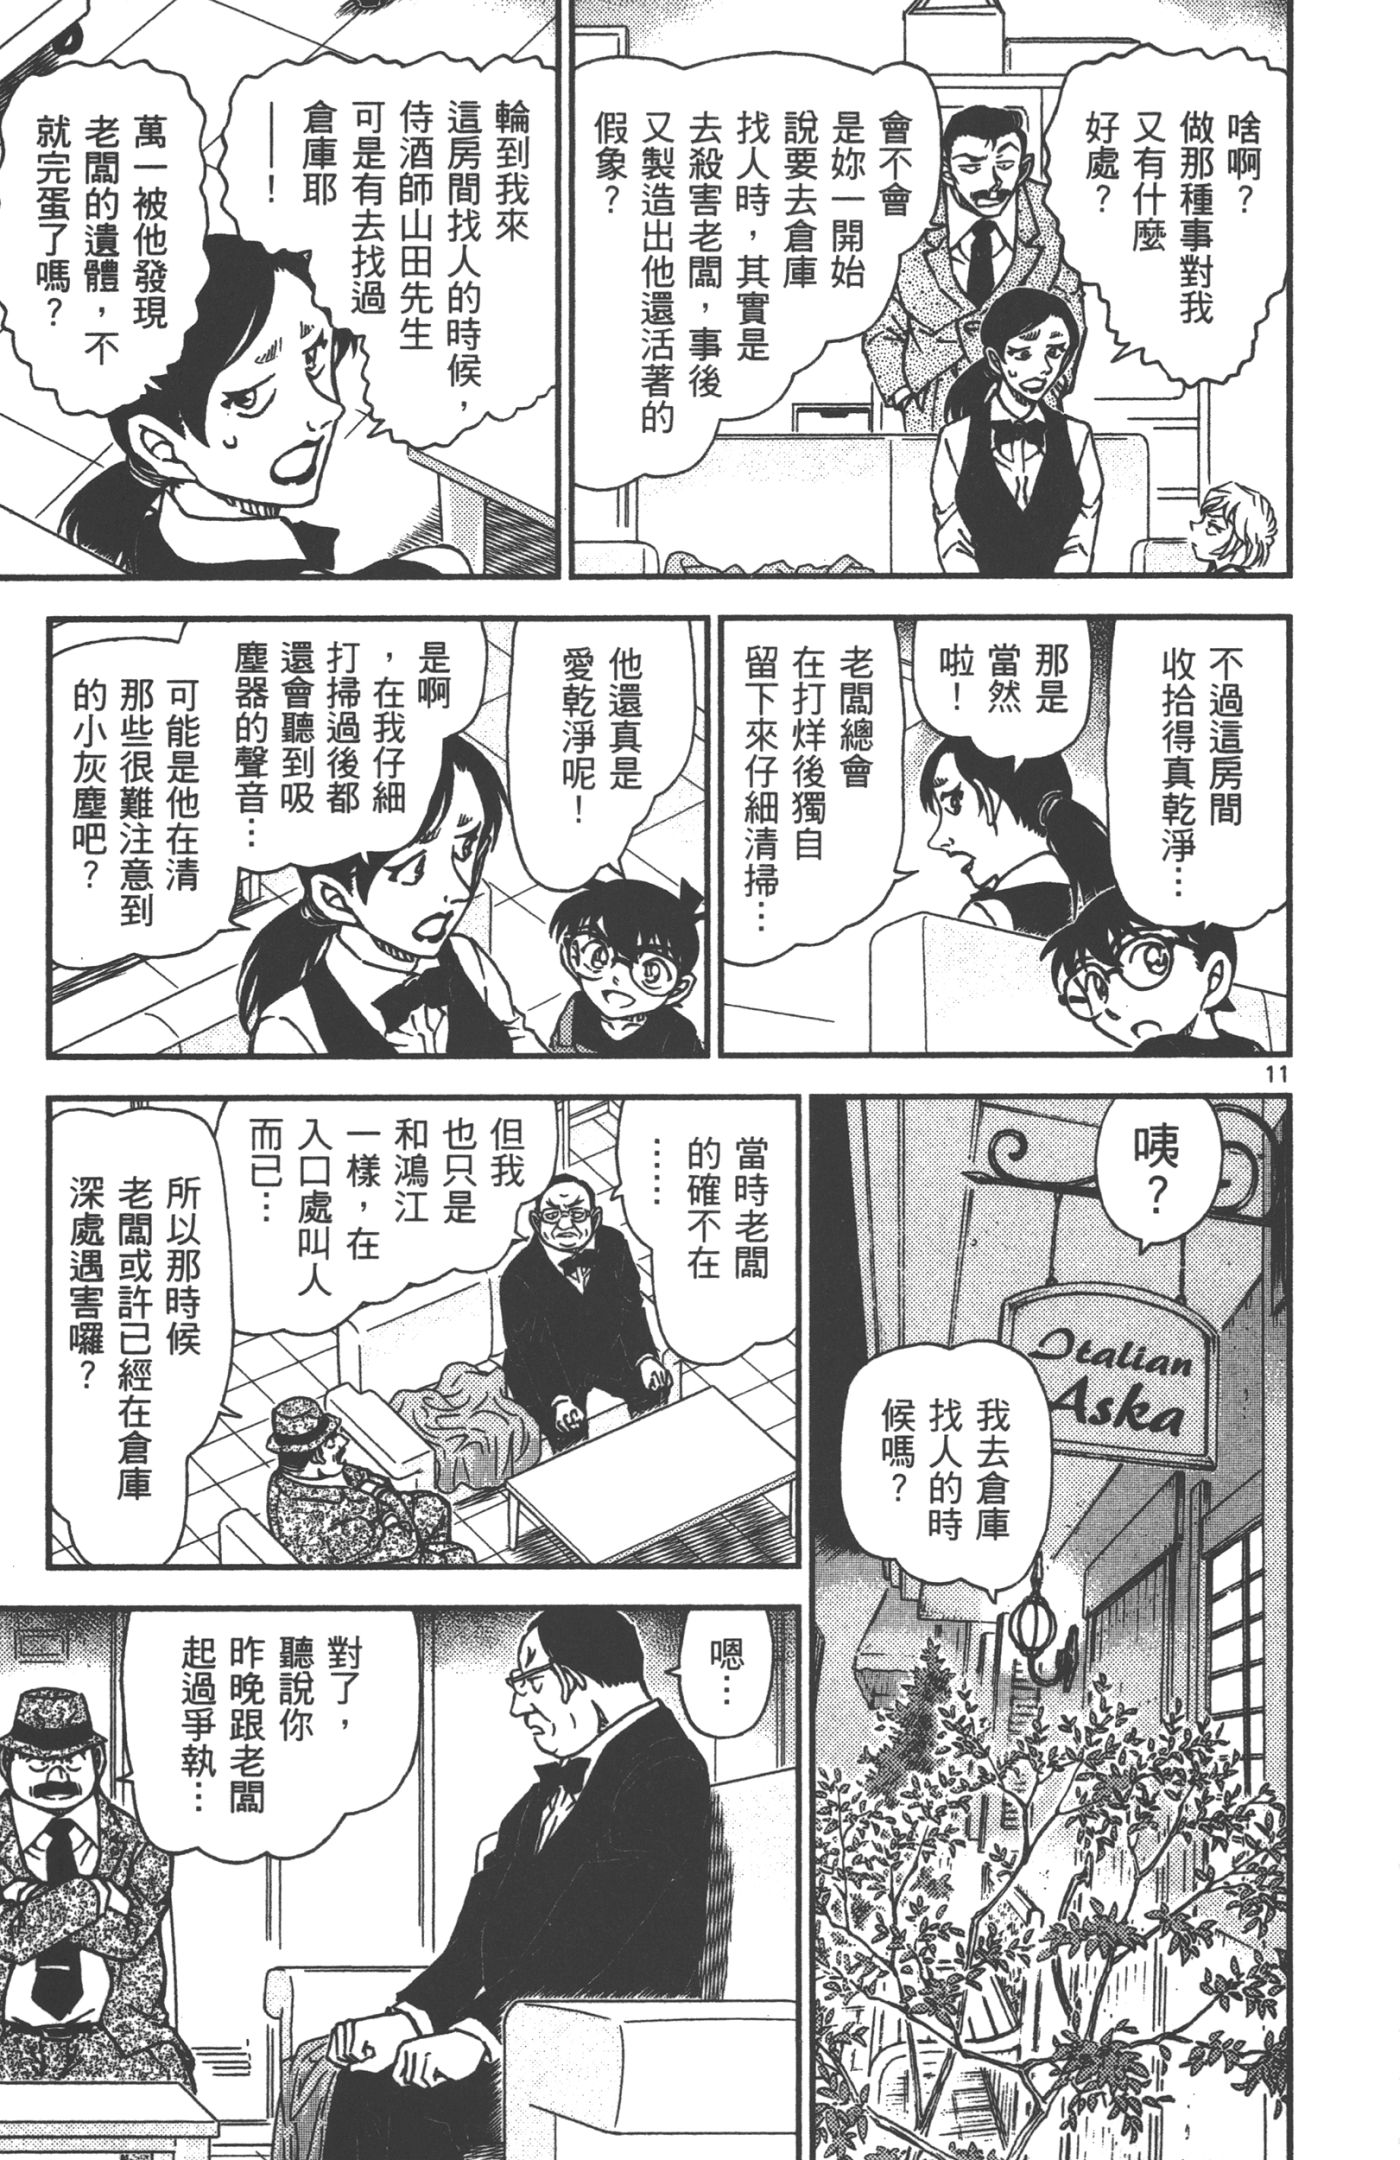 啥啊？
做那種事對我
又有什麼
好處？
會不會
是妳一開始
說要去倉庫
找人時，其實是
去殺害老闆，事後
又製造出他還活著的
假象？
輪到我來
這房間找人的時候，
侍酒師山田先生
可是有去找過
倉庫耶
——！
萬一被他發現
老闆的遺體，不
就完蛋了嗎？
不過這房間
收拾得真乾淨…
那是
當然
啦！
老闆總會
在打烊後獨自
留下來仔細清掃…
他還真是
愛乾淨呢！
是啊
，在我仔細
打掃過後都
還會聽到吸
塵器的聲音…
可能是他在清
那些很難注意到
的小灰塵吧？
11
咦？
Italian
Aska
我去倉庫
找人的時
候嗎？
當時老闆
的確不在
……
但我
也只是
和鴻江
一樣，在
入口處叫人
而已…
所以那時候
老闆或許已經在倉庫
深處遇害囉？
嗯…
對了，
聽說你
昨晚跟老闆
起過爭執…